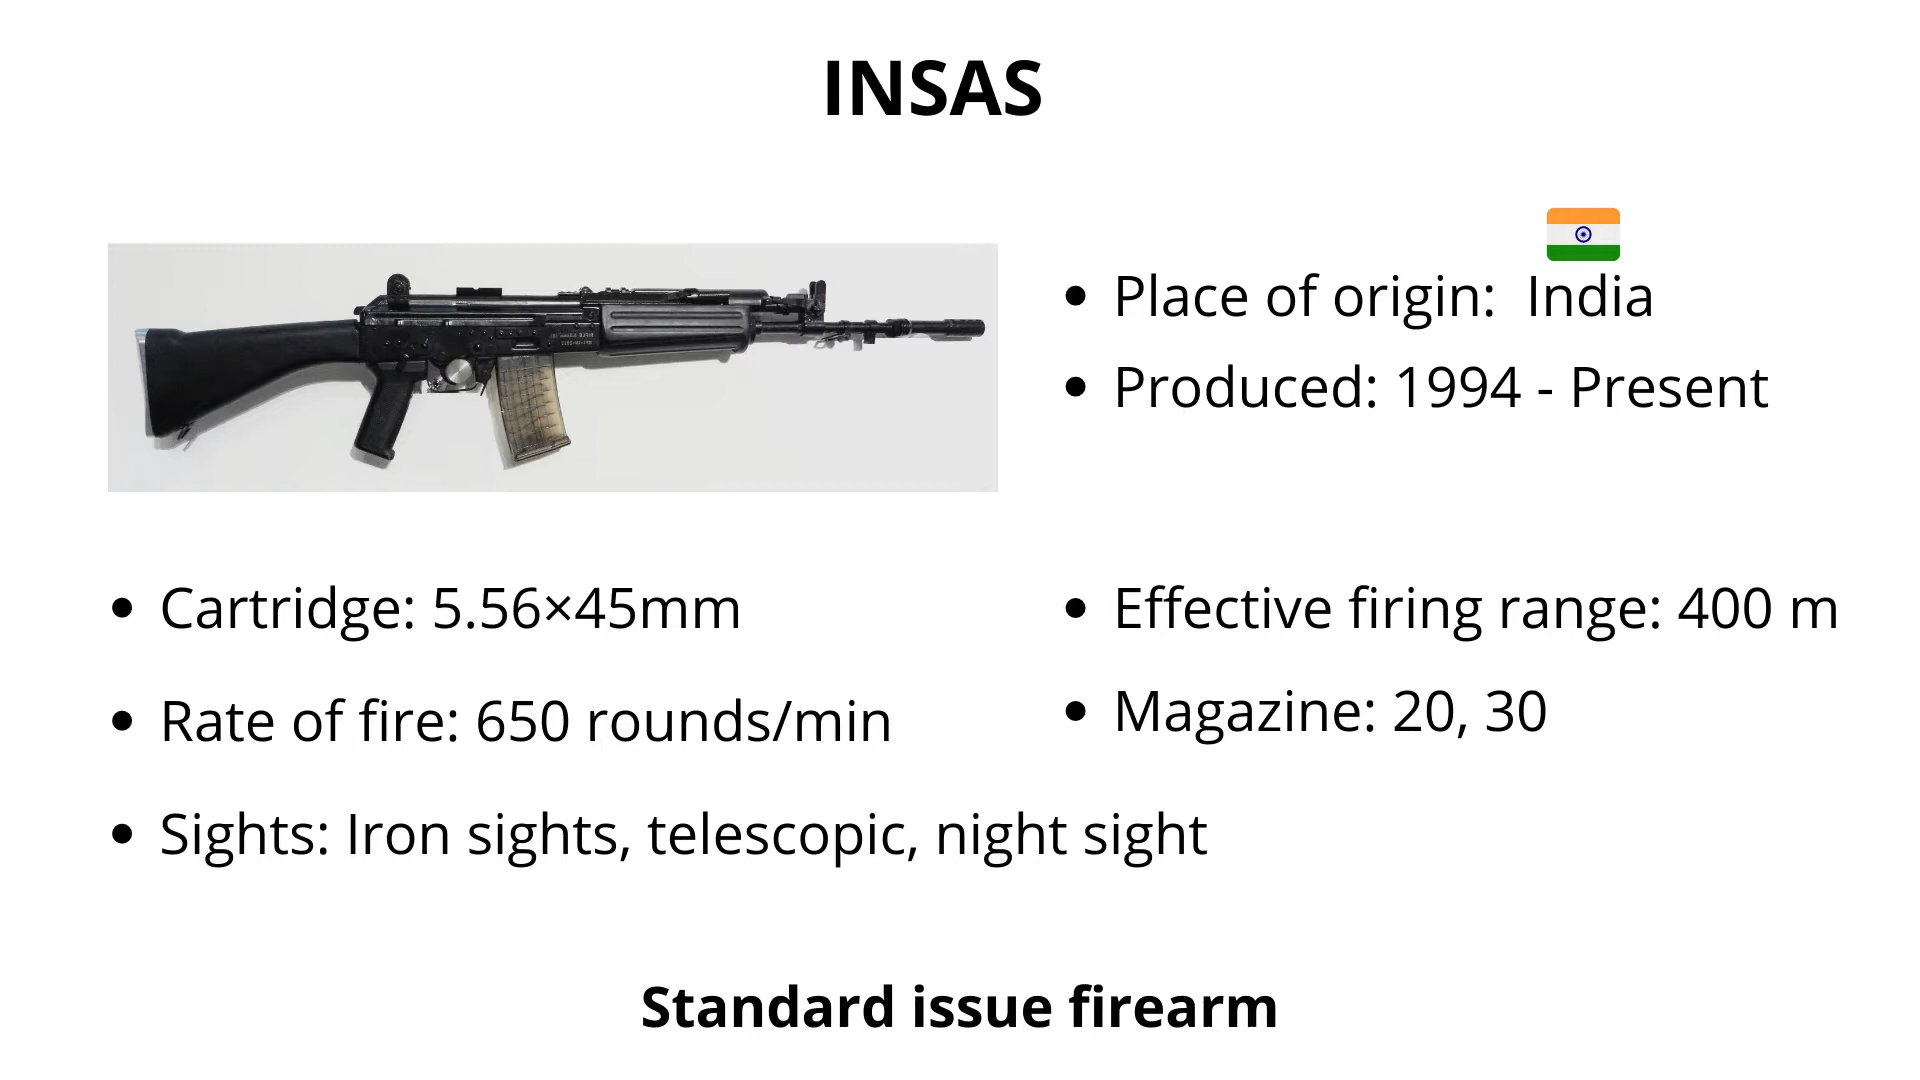 INSAS
Place of origin: India
Produced: 1994 - Present
Cartridge: 5.56×45mm
Effective firing range: 400 m
Rate of fire: 650 rounds/min
Magazine: 20, 30
Sights: Iron sights, telescopic, night sight
Standard issue firearm